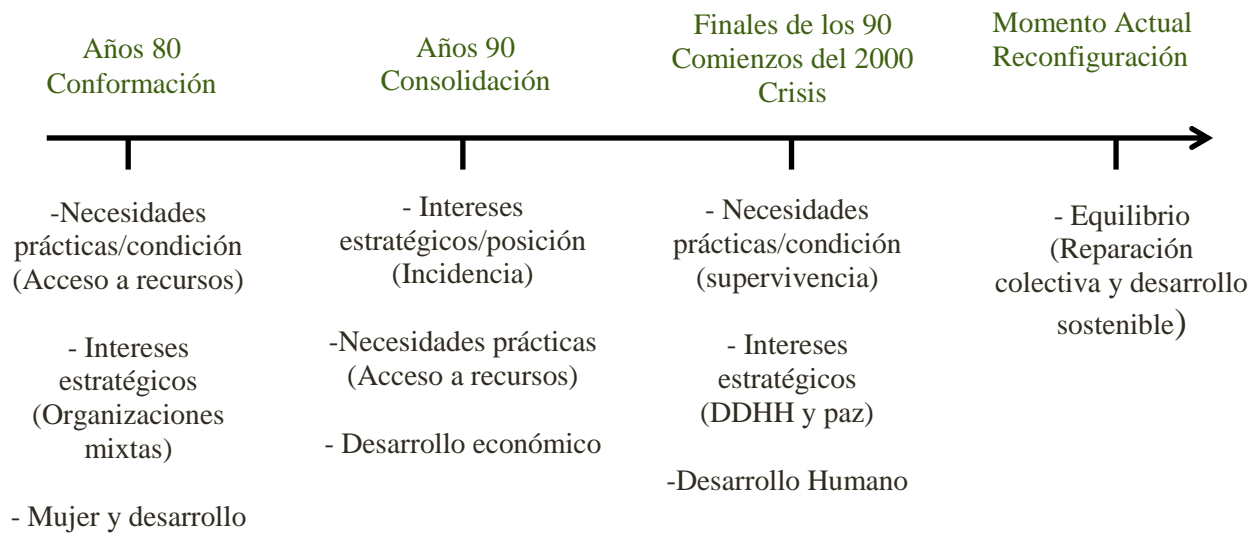 Años 80
Conformación
Años 90
Consolidación
Finales de los 90
Comienzos del 2000
Crisis
Momento Actual
Reconfiguración
-Necesidades
prácticas/condición
(Acceso a recursos)
- Intereses
estratégicos
(Organizaciones
mixtas)
- Mujer y desarrollo
- Intereses
estratégicos/posición
(Incidencia)
-Necesidades prácticas
(Acceso a recursos)
- Desarrollo económico
- Necesidades
prácticas/condición
(supervivencia)
- Intereses
estratégicos
(DDHH y paz)
-Desarrollo Humano
- Equilibrio
(Reparación
colectiva y desarrollo
sostenible)